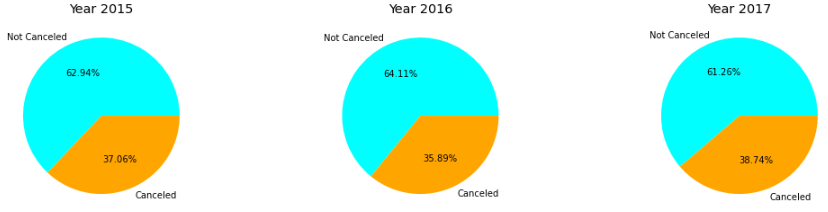 Year 2015
Not Canceled
62.94%
37.06%
Canceled
Year 2016
Not Canceled
64.11%
35.89%
Canceled
Year 2017
Not Canceled
61.26%
38.74%
Canceled